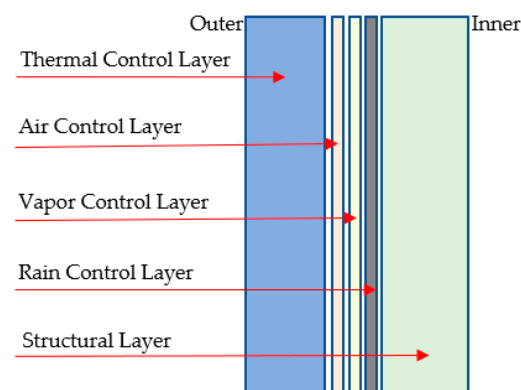 Outer
Inner
Thermal Control Layer
Air Control Layer
Vapor Control Layer
Rain Control Layer
Structural Layer